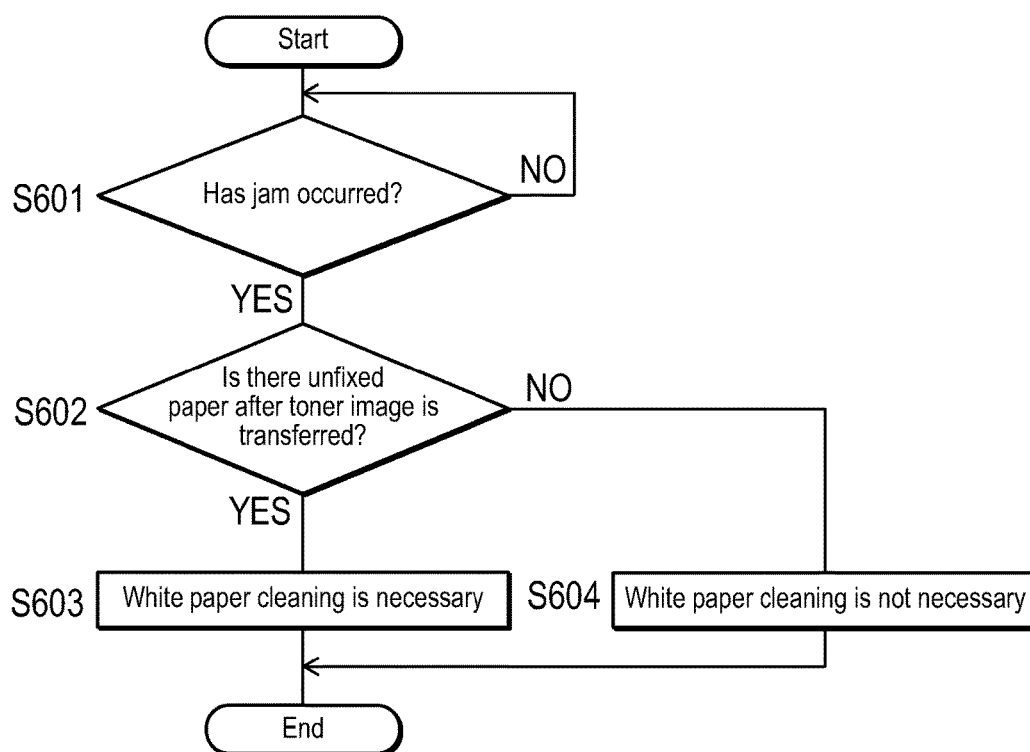 Start
S601
Has jam occurred?
NO
YES
S602
Is there unfixed
paper after toner image is
transferred?
NO
YES
S603
White paper cleaning is necessary
S604
White paper cleaning is not necessary
End